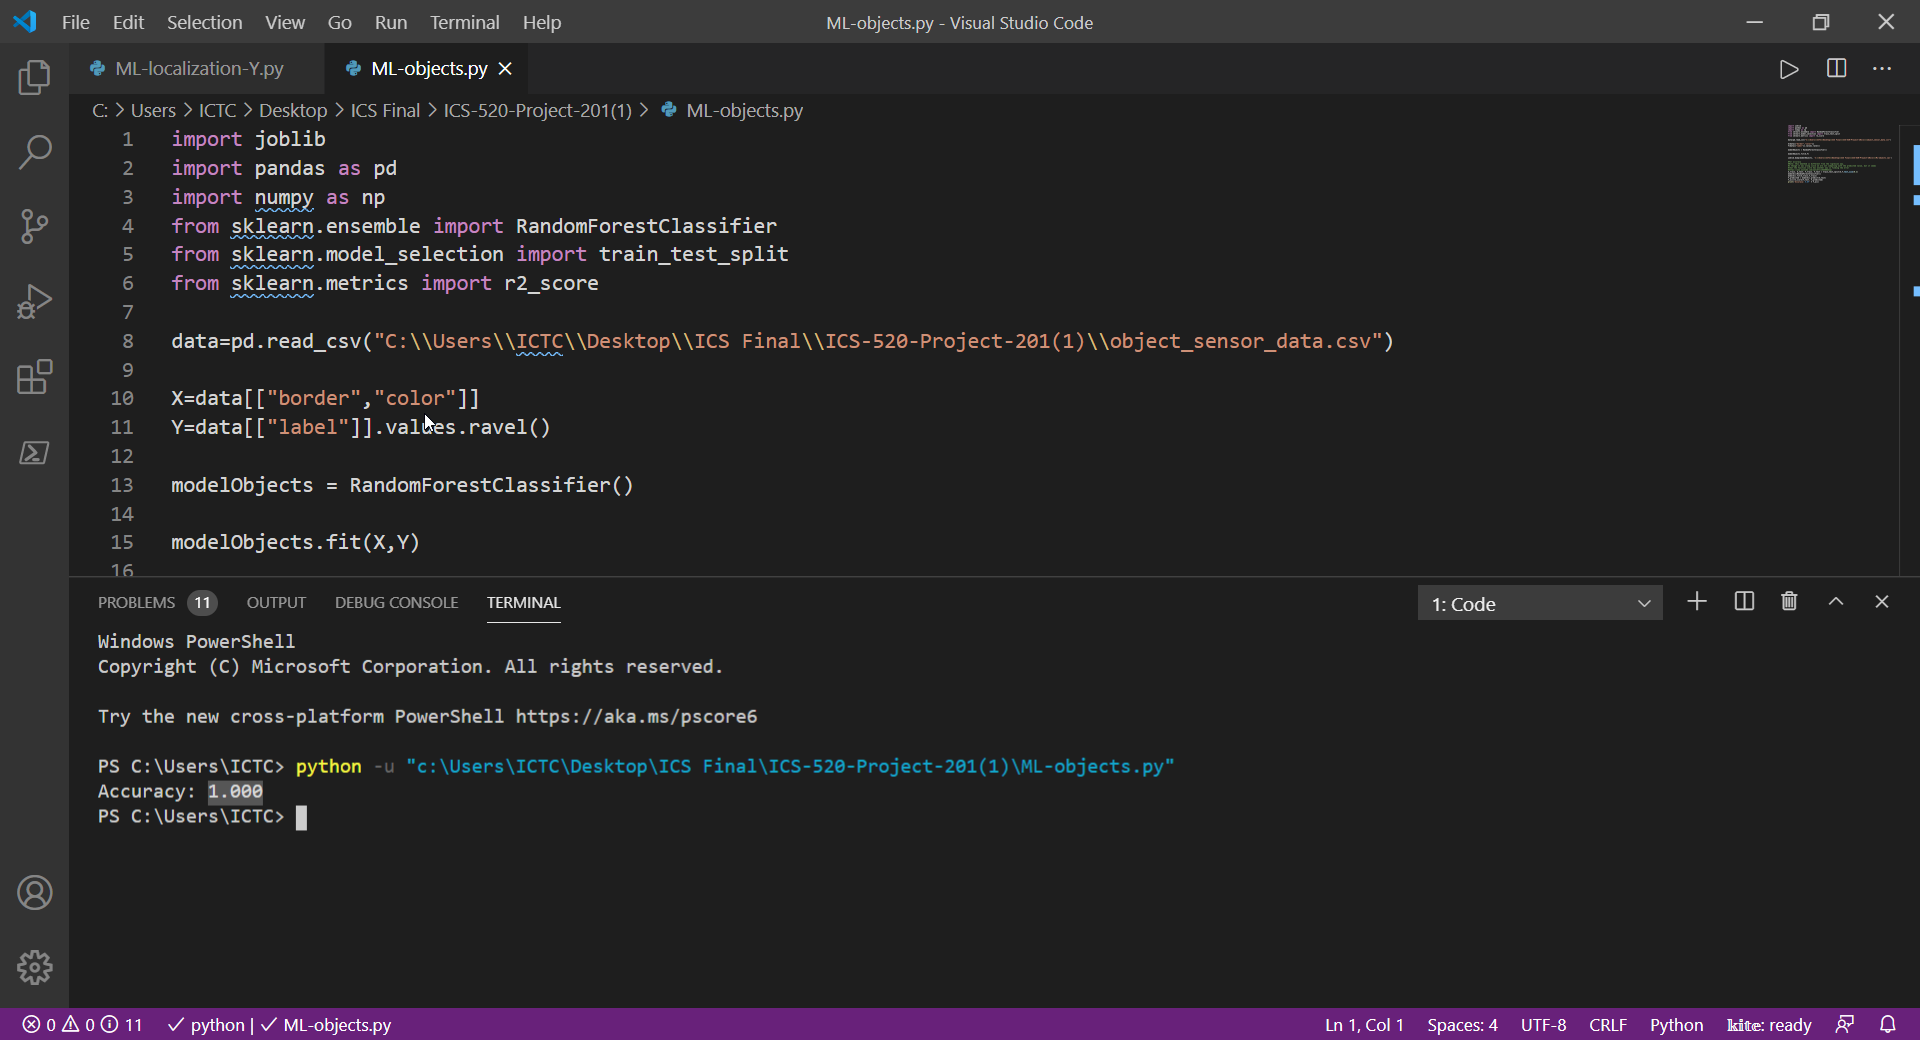 File Edit Selection View Go Run Terminal Help ML-objects.py - Visual Studio Code
ML-localization-Y.py ML-objects.py
C: > Users > ICTC > Desktop > ICS Final > ICS-520-Project-201(1) > ML-objects.py
1 import joblib
2 import pandas as pd
3 import numpy as np
4 from sklearn.ensemble import RandomForestClassifier
5 from sklearn.model_selection import train_test_split
6 from sklearn.metrics import r2_score
7
8 data=pd.read_csv("C:\\Users\\ICTC\\Desktop\\ICS Final\\ICS-520-Project-201(1)\\object_sensor_data.csv")
9
10 X=data[["border","color"]]
11 Y=data[["label"]].values.ravel()
12
13 modelObjects = RandomForestClassifier()
14
15 modelObjects.fit(X,Y)
16
PROBLEMS 11 OUTPUT DEBUG CONSOLE TERMINAL 1: Code
Windows PowerShell
Copyright (C) Microsoft Corporation. All rights reserved.
Try the new cross-platform PowerShell https://aka.ms/pscore6
PS C:\Users\ICTC> python -u "c:\Users\ICTC\Desktop\ICS Final\ICS-520-Project-201(1)\ML-objects.py"
Accuracy: 1.000
PS C:\Users\ICTC>
0 0 11 python | ML-objects.py Ln 1, Col 1 Spaces: 4 UTF-8 CRLF Python kite: ready